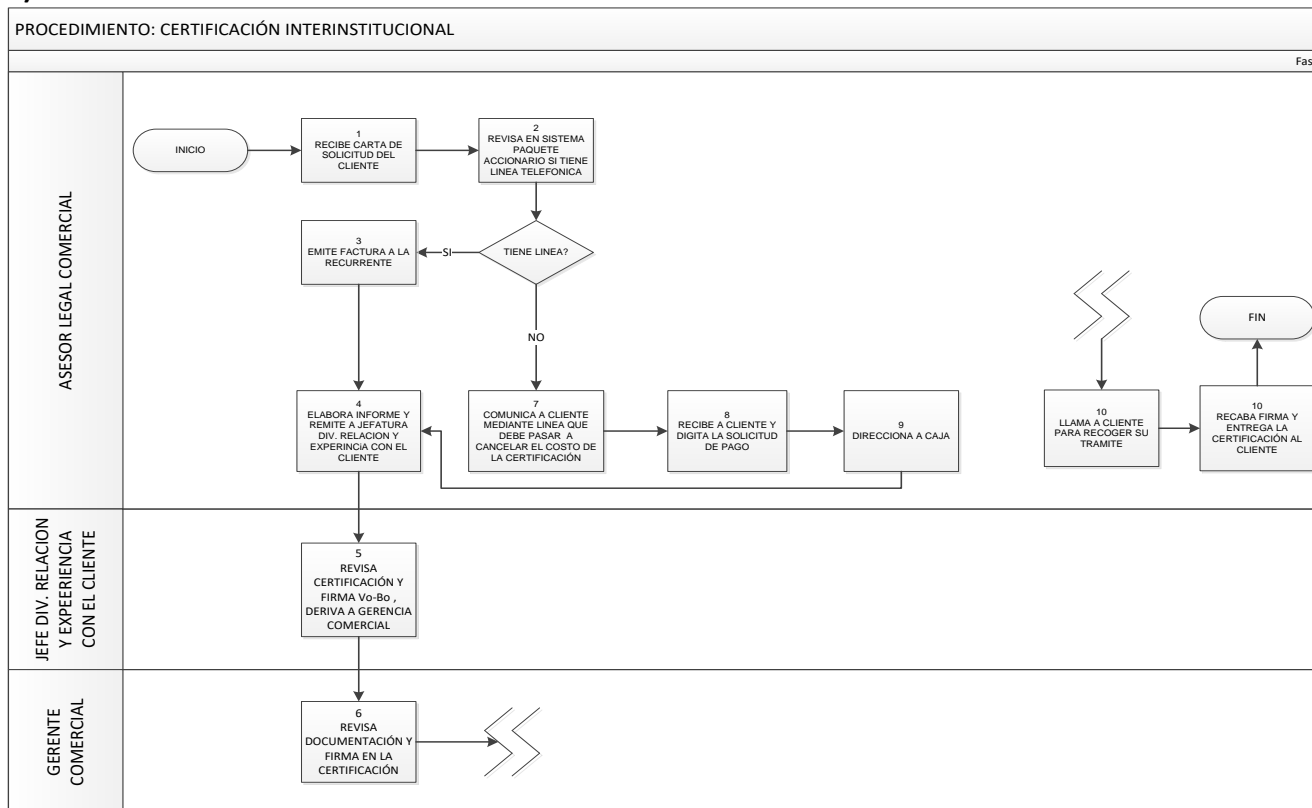 PROCEDIMIENTO: CERTIFICACIÓN INTERINSTITUCIONAL
Fas
ASESOR LEGAL COMERCIAL
INICIO
1
RECIBE CARTA DE
SOLICITUD DEL
CLIENTE
2
REVISA EN SISTEMA
PAQUETE
ACCIONARIO SI TIENE
LINEA TELEFONICA
3
EMITE FACTURA A LA
RECURRENTE
SI
TIENE LINEA?
NO
4
ELABORA INFORME Y
REMITE A JEFATURA
DIV. RELACION Y
EXPERINCIA CON EL
CLIENTE
7
COMUNICA A CLIENTE
MEDIANTE LINEA QUE
DEBE PASAR A
CANCELAR EL COSTO DE
LA CERTIFICACIÓN
8
RECIBE A CLIENTE Y
DIGITA LA SOLICITUD
DE PAGO
9
DIRECCIONA A CAJA
10
LLAMA A CLIENTE
PARA RECOGER SU
TRAMITE
10
RECABA FIRMA Y
ENTREGA LA
CERTIFICACIÓN AL
CLIENTE
FIN
JEFE DIV. RELACION
Y EXPEERIENCIA
CON EL CLIENTE
5
REVISA
CERTIFICACIÓN Y
FIRMA Vo-Bo ,
DERIVA A GERENCIA
COMERCIAL
GERENTE
COMERCIAL
6
REVISA
DOCUMENTACIÓN Y
FIRMA EN LA
CERTIFICACIÓN